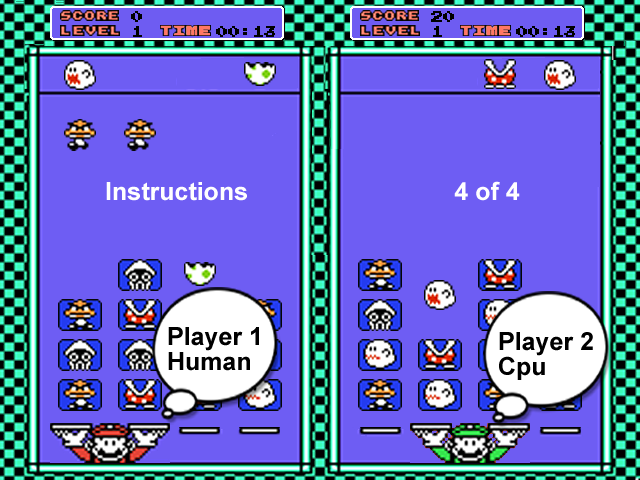 SCORE 0
LEVEL 1 TIME 00:13
SCORE 20
LEVEL 1 TIME 00:13
Instructions
4 of 4
Player 1
Human
Player 2
Cpu